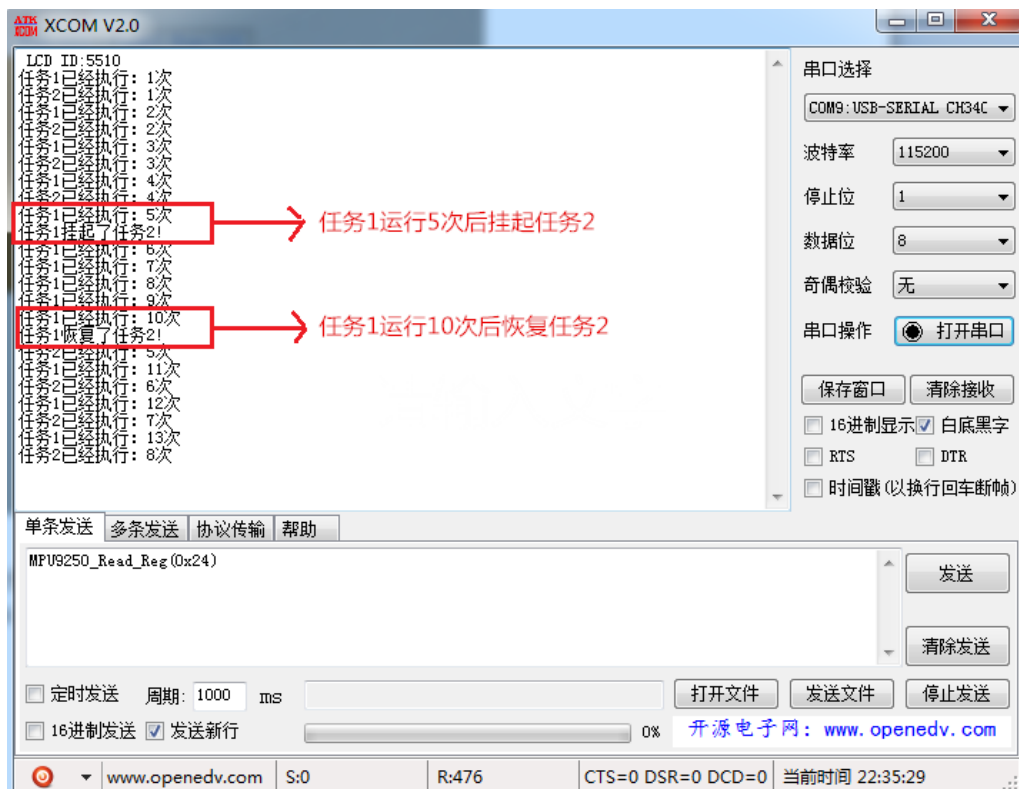 ATK XCOM XCOM V2.0
LCD ID:5510
任务1已经执行: 1次
任务2已经执行: 1次
任务1已经执行: 2次
任务2已经执行: 2次
任务1已经执行: 3次
任务2已经执行: 3次
任务1已经执行: 4次
任务2已经执行: 4次
任务1已经执行: 5次
任务1挂起了任务2!
任务1已经执行: 6次
任务1已经执行: 7次
任务1已经执行: 8次
任务1已经执行: 9次
任务1已经执行: 10次
任务1恢复了任务2!
任务2已经执行: 5次
任务1已经执行: 11次
任务2已经执行: 6次
任务1已经执行: 12次
任务2已经执行: 7次
任务1已经执行: 13次
任务2已经执行: 8次
任务1运行5次后挂起任务2
任务1运行10次后恢复任务2
串口选择
COM9:USB-SERIAL CH34C
波特率 115200
停止位 1
数据位 8
奇偶校验 无
串口操作 打开串口
保存窗口 清除接收
16进制显示 白底黑字
RTS DTR
时间戳(以换行回车断帧)
单条发送 多条发送 协议传输 帮助
MPU9250_Read_Reg(0x24)
发送
清除发送
定时发送 周期: 1000 ms 打开文件 发送文件 停止发送
16进制发送 发送新行 0% 开源电子网: www.openedv.com
www.openedv.com S:0 R:476 CTS=0 DSR=0 DCD=0 当前时间 22:35:29